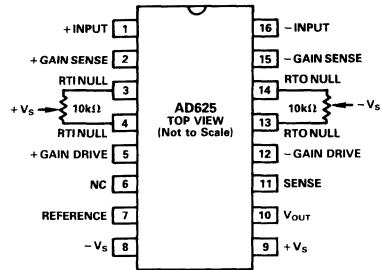 +INPUT 1
+GAIN SENSE 2
RTI NULL 3
+VS 10kΩ
RTI NULL 4
+GAIN DRIVE 5
NC 6
REFERENCE 7
−VS 8
AD625
TOP VIEW
(Not to Scale)
16 −INPUT
15 −GAIN SENSE
14 RTO NULL
10kΩ −VS
13 RTO NULL
12 −GAIN DRIVE
11 SENSE
10 VOUT
9 +VS